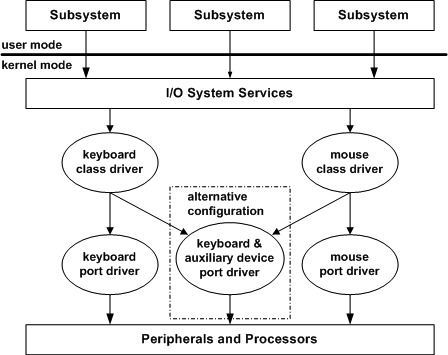 Subsystem
Subsystem
Subsystem
user mode
kernel mode
I/O System Services
keyboard
class driver
mouse
class driver
alternative
configuration
keyboard
port driver
keyboard &
auxiliary device
port driver
mouse
port driver
Peripherals and Processors